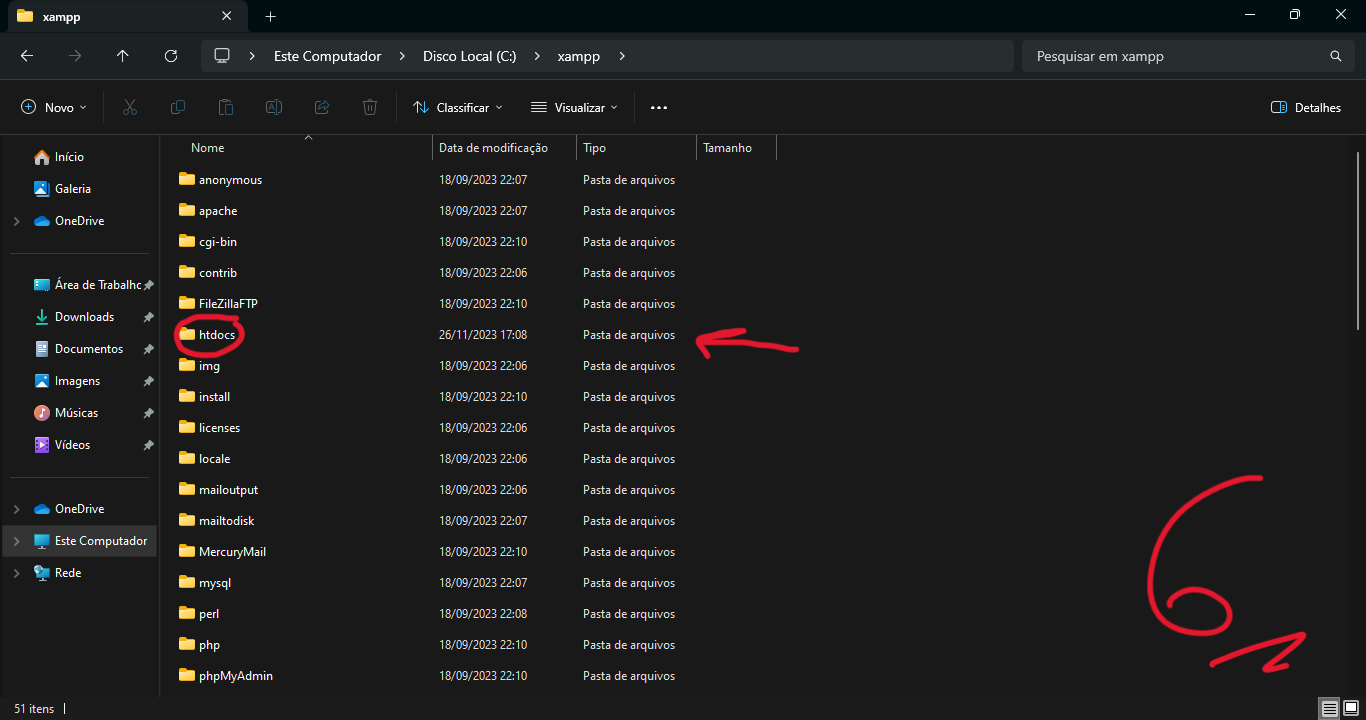 xampp
Este Computador > Disco Local (C:) > xampp >
Pesquisar em xampp
Novo
Classificar
Visualizar
Detalhes
Nome Data de modificação Tipo Tamanho
Início
Galeria
OneDrive
Área de Trabalho
Downloads
Documentos
Imagens
Músicas
Vídeos
OneDrive
Este Computador
Rede
anonymous 18/09/2023 22:07 Pasta de arquivos
apache 18/09/2023 22:07 Pasta de arquivos
cgi-bin 18/09/2023 22:10 Pasta de arquivos
contrib 18/09/2023 22:06 Pasta de arquivos
FileZillaFTP 18/09/2023 22:10 Pasta de arquivos
htdocs 26/11/2023 17:08 Pasta de arquivos
img 18/09/2023 22:06 Pasta de arquivos
install 18/09/2023 22:10 Pasta de arquivos
licenses 18/09/2023 22:06 Pasta de arquivos
locale 18/09/2023 22:06 Pasta de arquivos
mailoutput 18/09/2023 22:06 Pasta de arquivos
mailtodisk 18/09/2023 22:07 Pasta de arquivos
MercuryMail 18/09/2023 22:10 Pasta de arquivos
mysql 18/09/2023 22:07 Pasta de arquivos
perl 18/09/2023 22:08 Pasta de arquivos
php 18/09/2023 22:10 Pasta de arquivos
phpMyAdmin 18/09/2023 22:10 Pasta de arquivos
6
51 itens